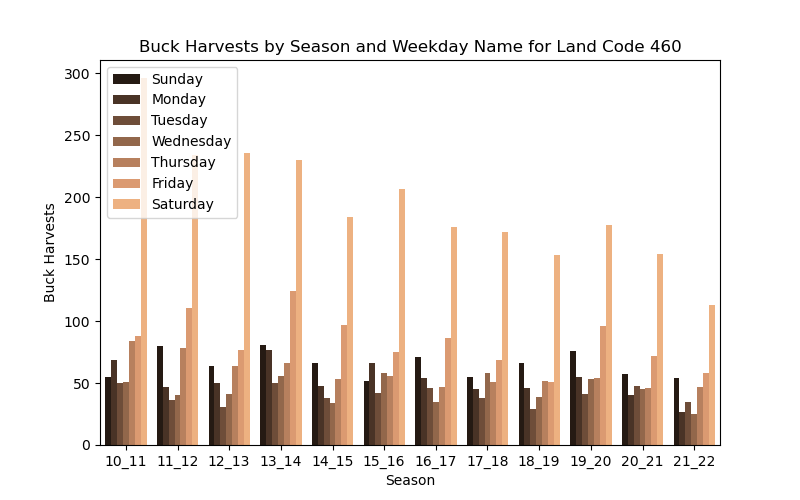 Buck Harvests by Season and Weekday Name for Land Code 460
Sunday
Monday
Tuesday
Wednesday
Thursday
Friday
Saturday
300
250
200
150
100
50
0
Buck Harvests
10_11 11_12 12_13 13_14 14_15 15_16 16_17 17_18 18_19 19_20 20_21 21_22
Season